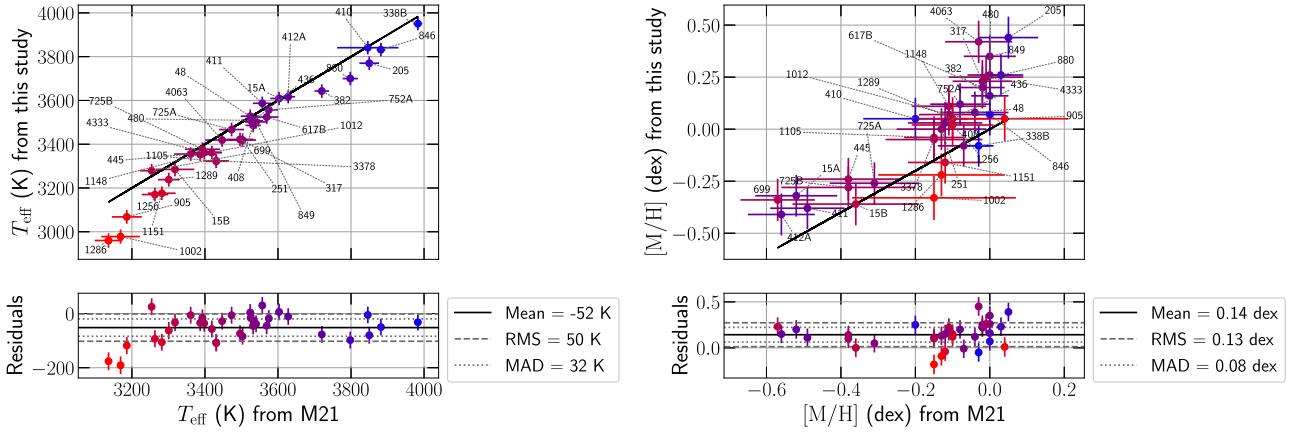 4000
3800
3600
3400
3200
3000
T_eff (K) from this study
410
338B
846
412A
205
411
880
436
382
48
15A
752A
4063
725B
725A
480
617B
4333
1012
445
1105
699
3378
1148
1289
408
251
317
1256
905
15B
849
1151
1286
1002
Residuals
0
−200
3200
3400
3600
3800
4000
T_eff (K) from M21
Mean = -52 K
RMS = 50 K
MAD = 32 K
0.50
0.25
0.00
−0.25
−0.50
[M/H] (dex) from this study
4063
480
205
317
617B
849
1148
382
880
1012
1289
752A
436
4333
410
48
725A
905
1105
408
338B
445
1256
846
15A
1151
725B
3378
251
699
1286
1002
411
15B
412A
Residuals
0.5
0.0
−0.6
−0.4
−0.2
0.0
0.2
[M/H] (dex) from M21
Mean = 0.14 dex
RMS = 0.13 dex
MAD = 0.08 dex